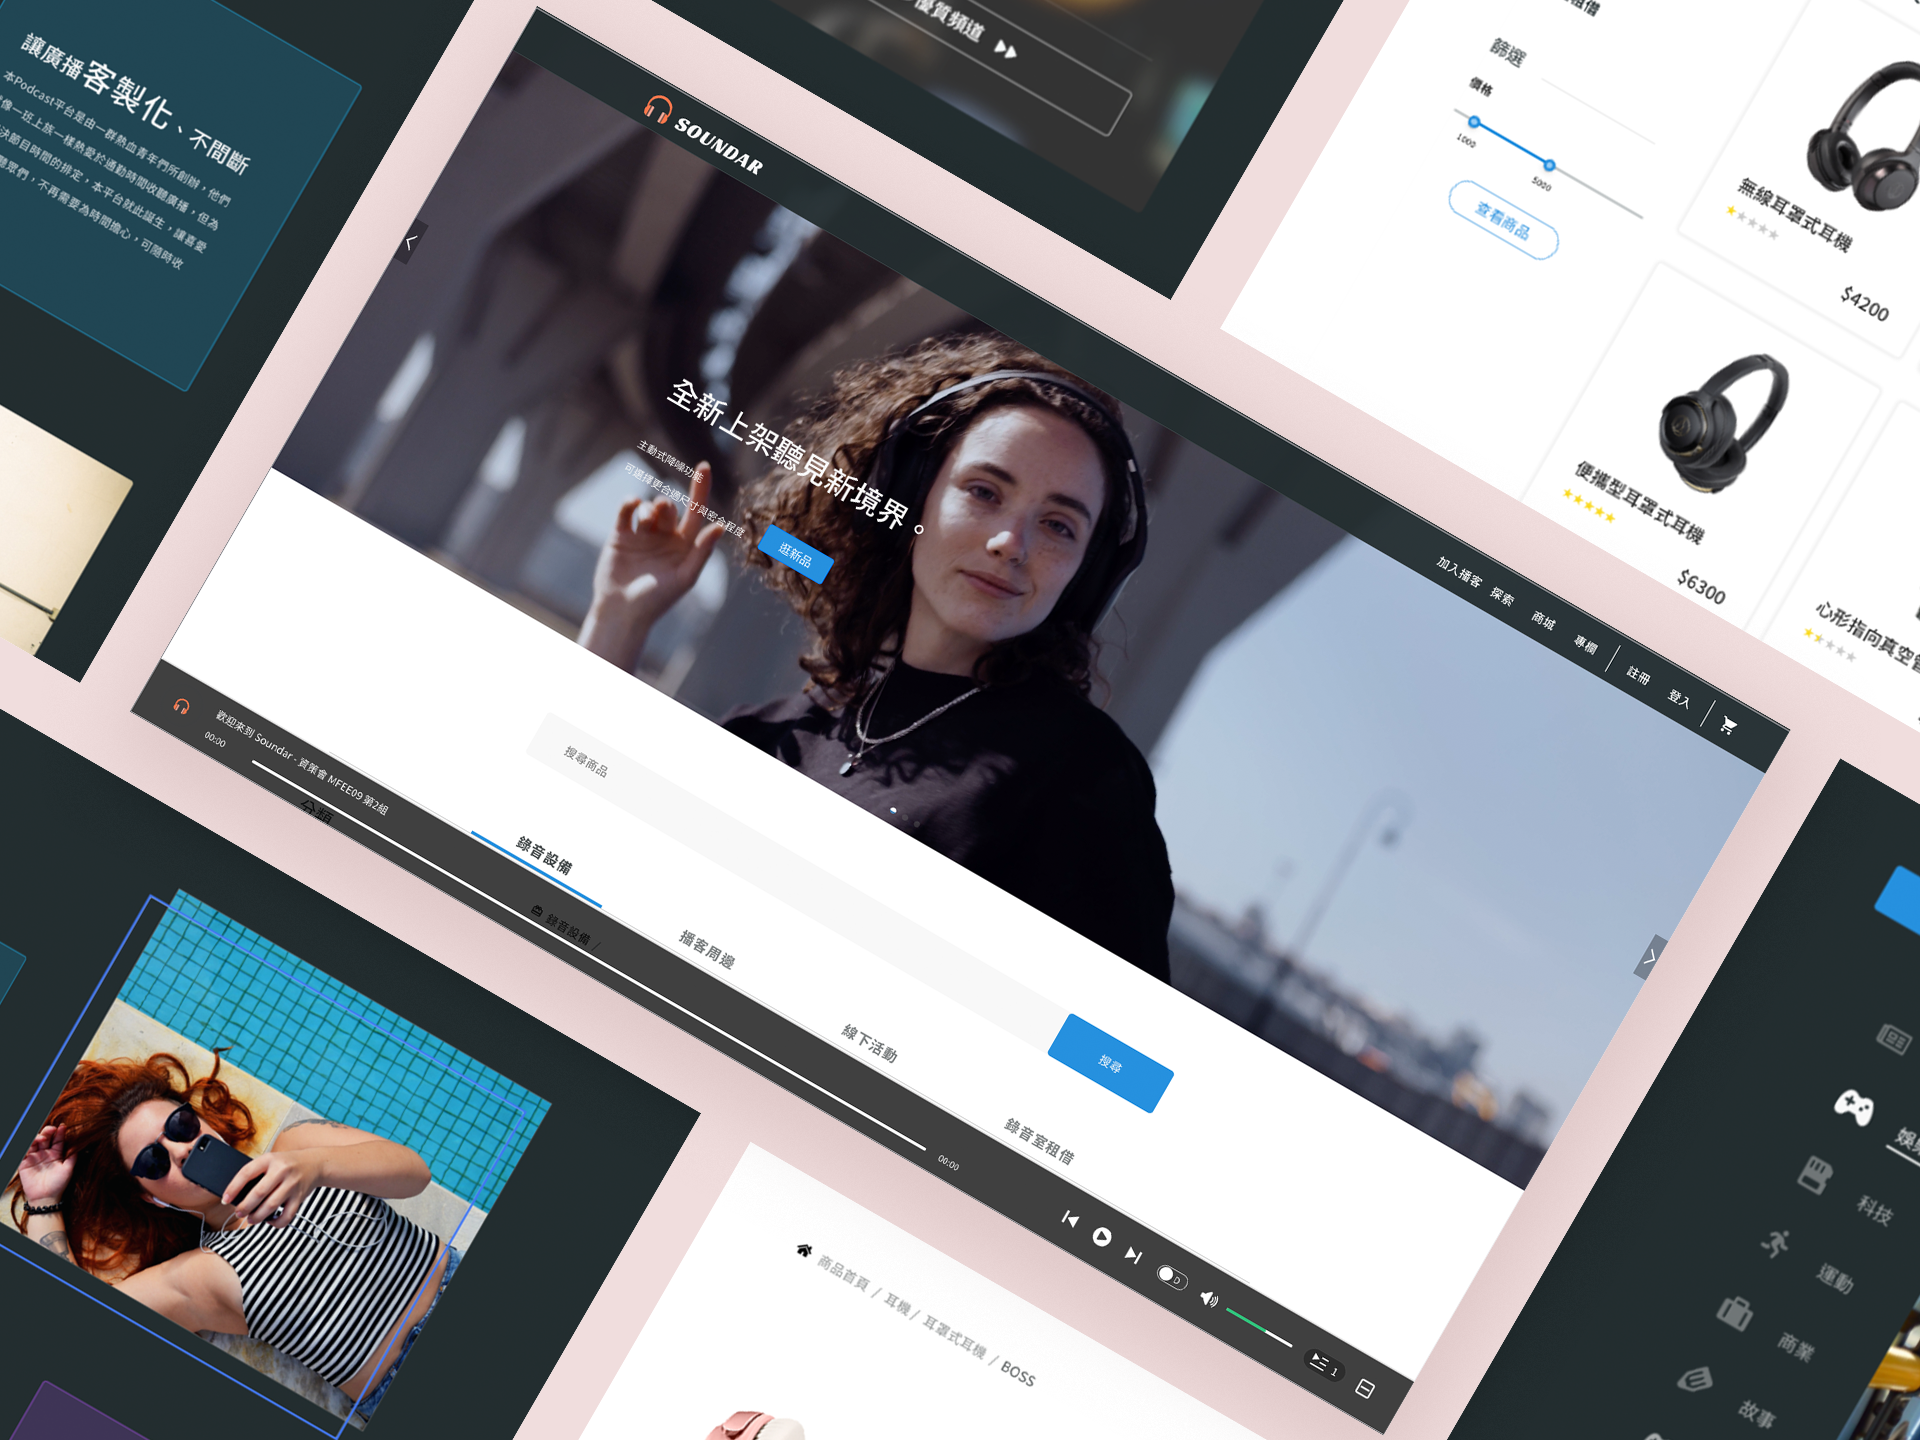 讓廣播客製化、不間斷
本Podcast平台是由一群熱血青年們所創辦，他們
像一班上族一樣熱愛於通勤時間收聽廣播，但為
決節目時間的排定，本平台就此誕生，讓喜愛
聽眾們，不再需要為時間擔心，可隨時收
優質頻道
租借
篩選
價格
1000
5000
查看商品
無線耳罩式耳機
$4200
便攜型耳罩式耳機
$6300
心形指向真空管
SOUNDAR
加入播客 探索 商城 專欄 註冊 登入
全新上架聽見新境界。
主動式降噪功能
可選擇更合適尺寸與密合程度
逛新品
搜尋商品
搜尋
分類
錄音設備
播客周邊
線下活動
錄音室租借
錄音設備 /
歡迎來到 Soundar - 資策會 MFEE09 第2組
00:00
00:00
D
1
商品首頁 / 耳機 / 耳罩式耳機 / BOSS
科技
運動
商業
故事